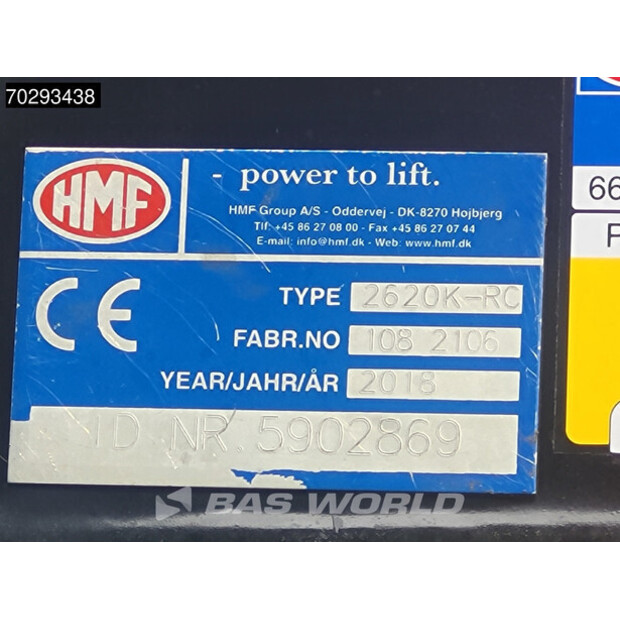 70293438
HMF
- power to lift.
HMF Group A/S - Oddervej - DK-8270 Højbjerg
Tlf: +45 86 27 08 00 - Fax +45 86 27 07 44
E-mail: info@hmf.dk - Web: www.hmf.dk
CE
TYPE 2620K-RC
FABR.NO 108 2106
YEAR/JAHR/ÅR 2018
ID NR. 5902869
BAS WORLD
66